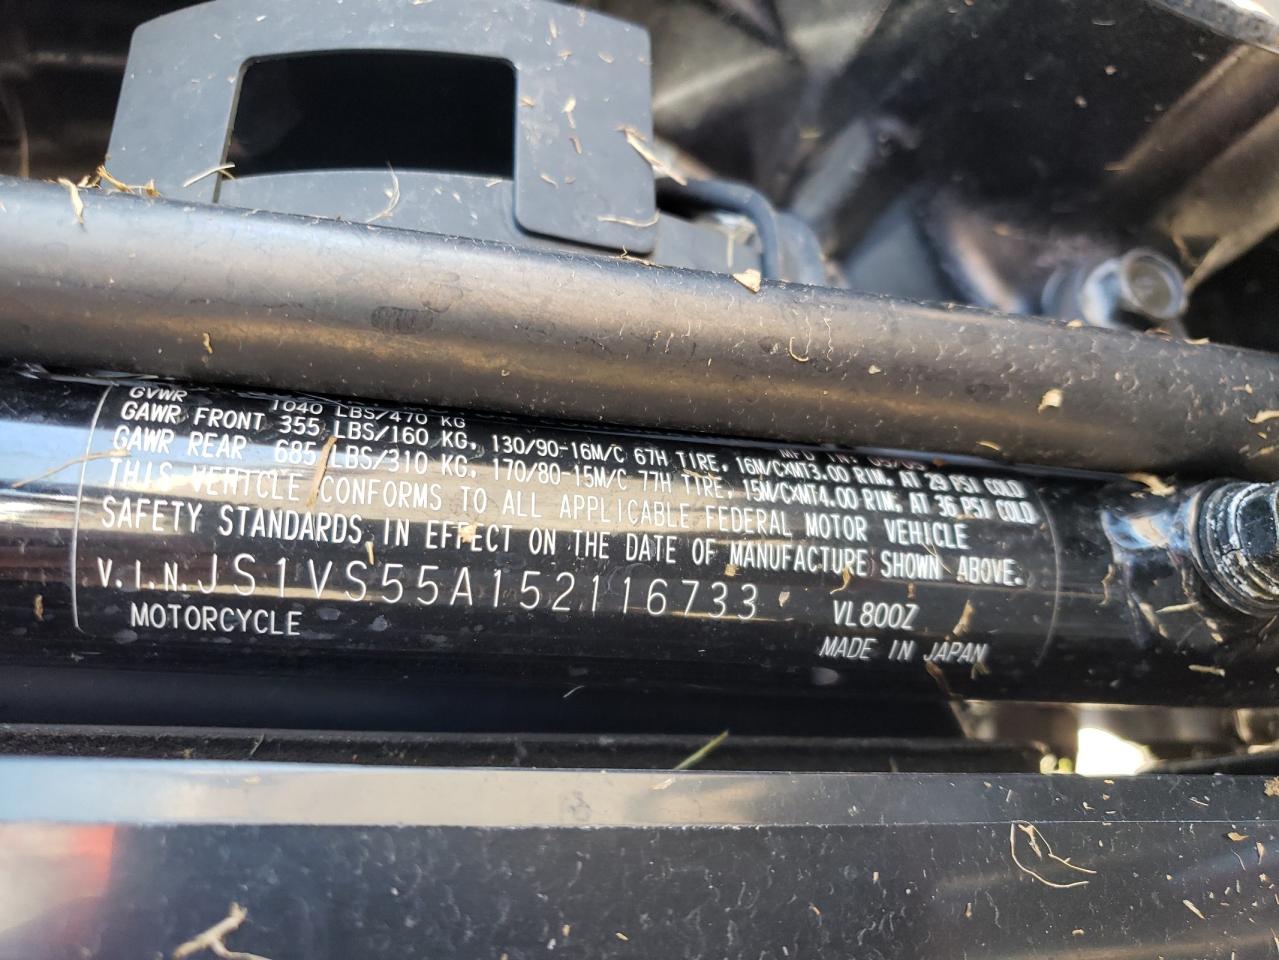 GVWR 1040 LBS/470 KG
GAWR FRONT 355 LBS/160 KG, 130/90-16M/C 67H TIRE, 16M/CXMT3.00 RIM, AT 29 PSI COLD
GAWR REAR 685 LBS/310 KG, 170/80-15M/C 77H TIRE, 15M/CXMT4.00 RIM, AT 36 PSI COLD
THIS VEHICLE CONFORMS TO ALL APPLICABLE FEDERAL MOTOR VEHICLE
SAFETY STANDARDS IN EFFECT ON THE DATE OF MANUFACTURE SHOWN ABOVE.
V.I.N. JS1VS55A152116733 VL800Z
MOTORCYCLE MADE IN JAPAN